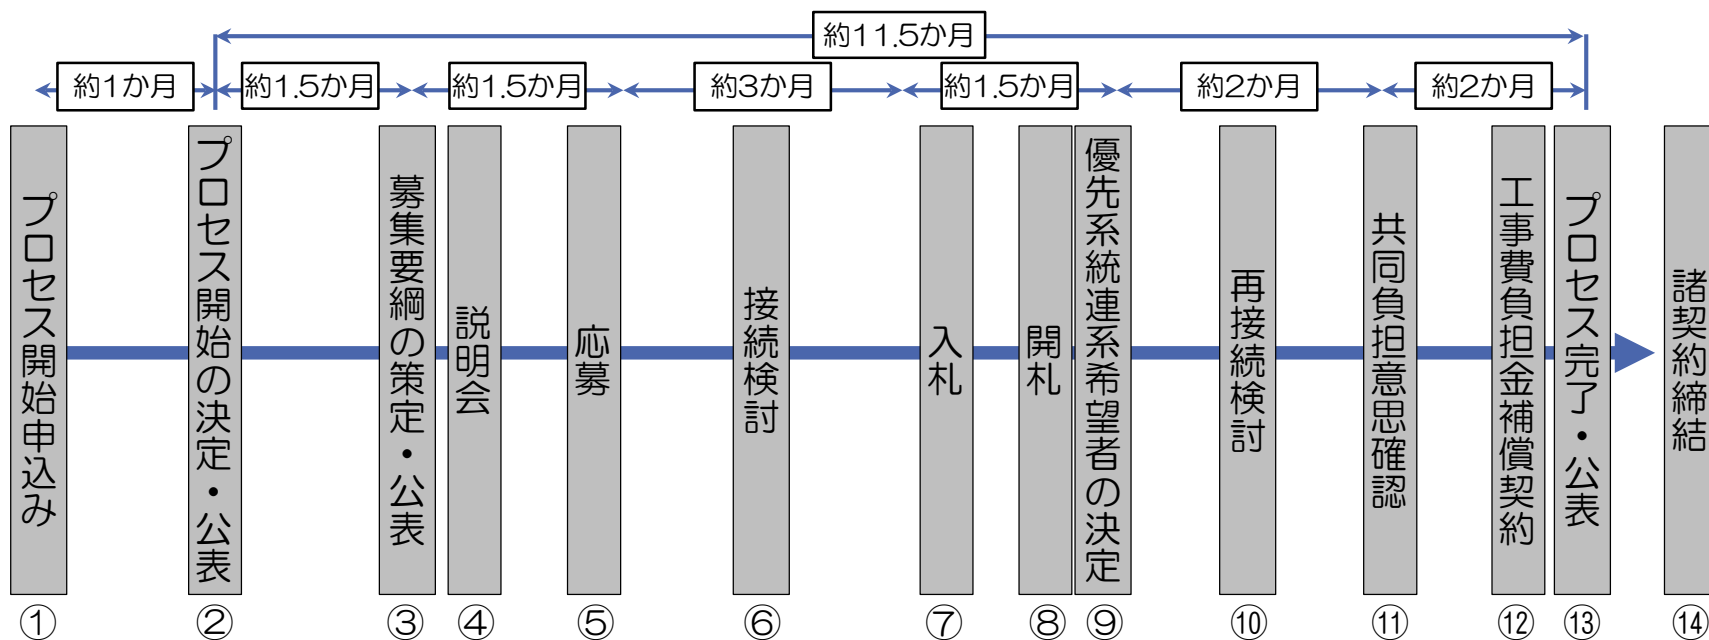 約11.5か月
約1か月
約1.5か月
約1.5か月
約3か月
約1.5か月
約2か月
約2か月
プロセス開始申込み
プロセス開始の決定・公表
募集要綱の策定・公表
説明会
応募
接続検討
入札
開札
優先系統連系希望者の決定
再接続検討
共同負担意思確認
工事費負担金補償契約
プロセス完了・公表
諸契約締結
①
②
③
④
⑤
⑥
⑦
⑧
⑨
⑩
⑪
⑫
⑬
⑭